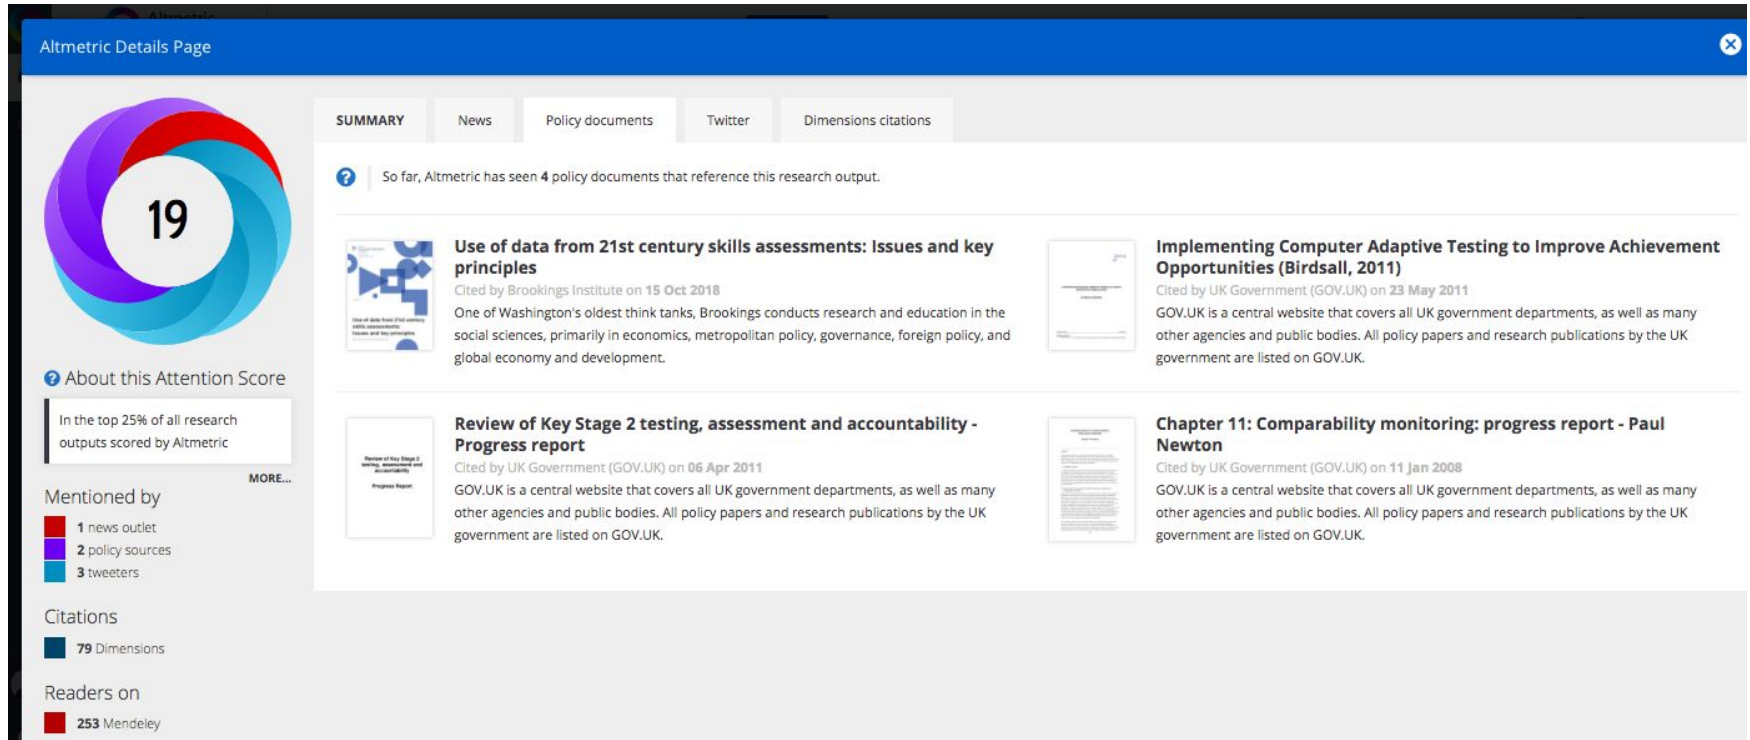 Altmetric
Altmetric Details Page
19
About this Attention Score
In the top 25% of all research
outputs scored by Altmetric
MORE...
Mentioned by
1 news outlet
2 policy sources
3 tweeters
Citations
79 Dimensions
Readers on
253 Mendeley
SUMMARY News Policy documents Twitter Dimensions citations
So far, Altmetric has seen 4 policy documents that reference this research output.
Use of data from 21st century skills assessments: Issues and key
principles
Cited by Brookings Institute on 15 Oct 2018
One of Washington's oldest think tanks, Brookings conducts research and education in the
social sciences, primarily in economics, metropolitan policy, governance, foreign policy, and
global economy and development.
Implementing Computer Adaptive Testing to Improve Achievement
Opportunities (Birdsall, 2011)
Cited by UK Government (GOV.UK) on 23 May 2011
GOV.UK is a central website that covers all UK government departments, as well as many
other agencies and public bodies. All policy papers and research publications by the UK
government are listed on GOV.UK.
Review of Key Stage 2
testing, assessment and
accountability
Progress Report
Review of Key Stage 2 testing, assessment and accountability -
Progress report
Cited by UK Government (GOV.UK) on 06 Apr 2011
GOV.UK is a central website that covers all UK government departments, as well as many
other agencies and public bodies. All policy papers and research publications by the UK
government are listed on GOV.UK.
Chapter 11: Comparability monitoring: progress report - Paul
Newton
Cited by UK Government (GOV.UK) on 11 Jan 2008
GOV.UK is a central website that covers all UK government departments, as well as many
other agencies and public bodies. All policy papers and research publications by the UK
government are listed on GOV.UK.